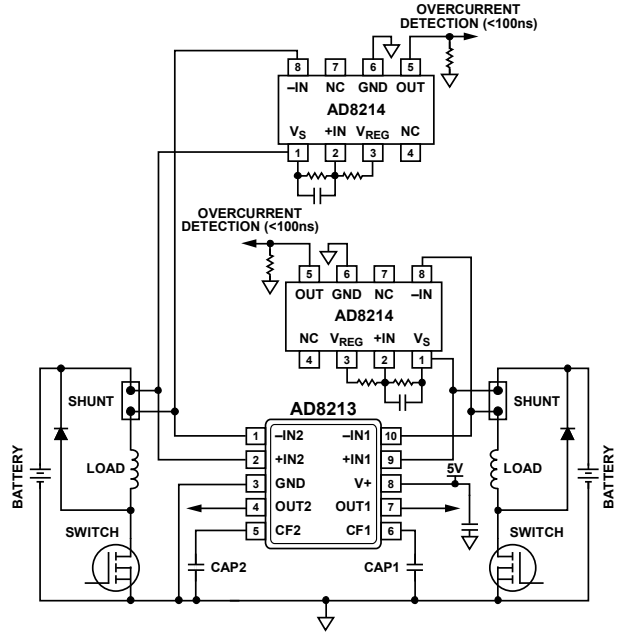 OVERCURRENT
DETECTION (<100ns)
8 7 6 5
–IN NC GND OUT
AD8214
VS +IN VREG NC
1 2 3 4
OVERCURRENT
DETECTION (<100ns)
5 6 7 8
OUT GND NC –IN
AD8214
NC VREG +IN VS
4 3 2 1
AD8213
SHUNT
SHUNT
1 –IN2 –IN1 10
2 +IN2 +IN1 9
3 GND V+ 8
4 OUT2 OUT1 7
5 CF2 CF1 6
5V
BATTERY
LOAD
LOAD
BATTERY
SWITCH
SWITCH
CAP2
CAP1